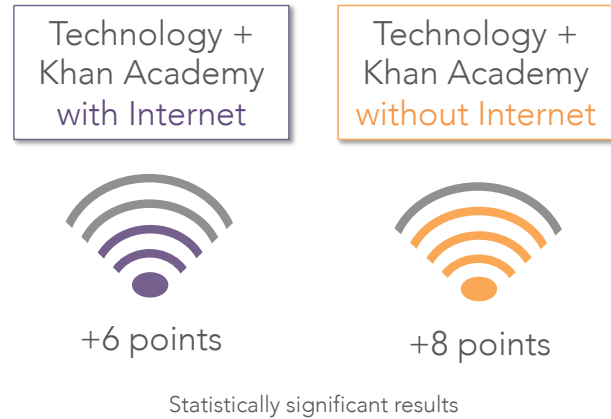 Technology +
Khan Academy
with Internet
Technology +
Khan Academy
without Internet
+6 points
+8 points
Statistically significant results